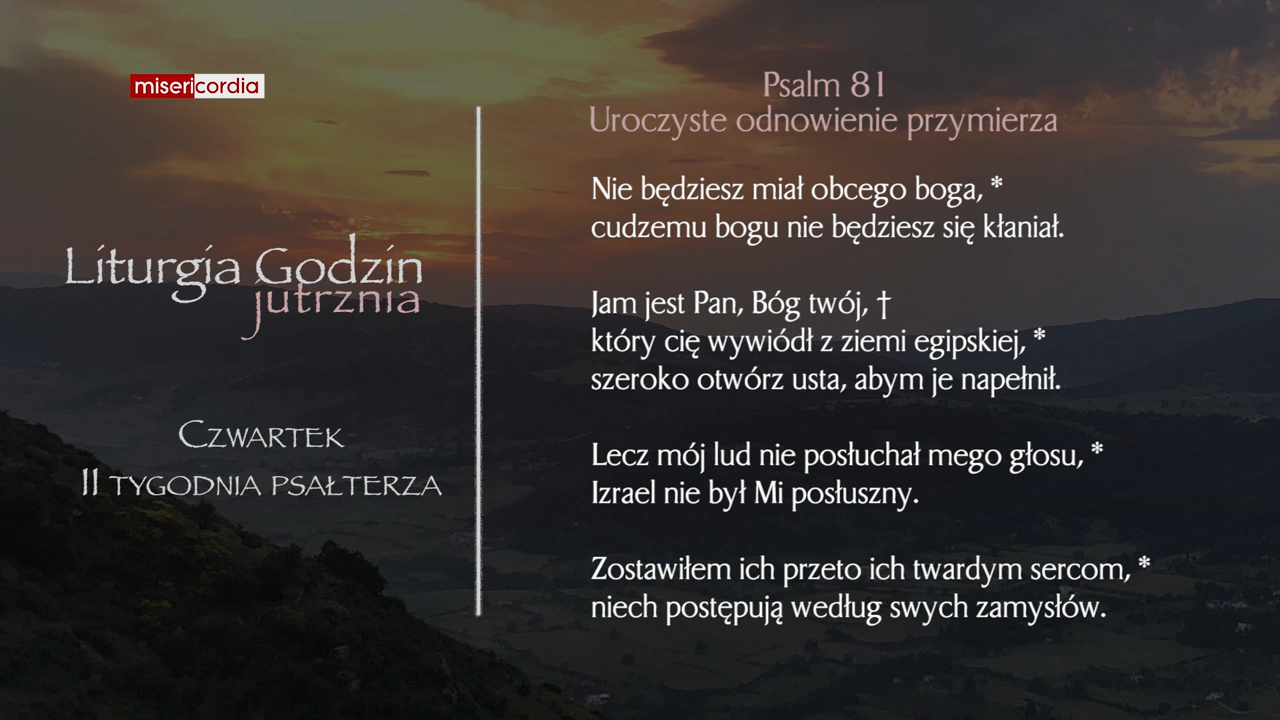 misericordia
Liturgia Godzin
jutrznia
Czwartek
II tygodnia psałterza
Psalm 81
Uroczyste odnowienie przymierza
Nie będziesz miał obcego boga, *
cudzemu bogu nie będziesz się kłaniał.
Jam jest Pan, Bóg twój, †
który cię wywiódł z ziemi egipskiej, *
szeroko otwórz usta, abym je napełnił.
Lecz mój lud nie posłuchał mego głosu, *
Izrael nie był Mi posłuszny.
Zostawiłem ich przeto ich twardym sercom, *
niech postępują według swych zamysłów.